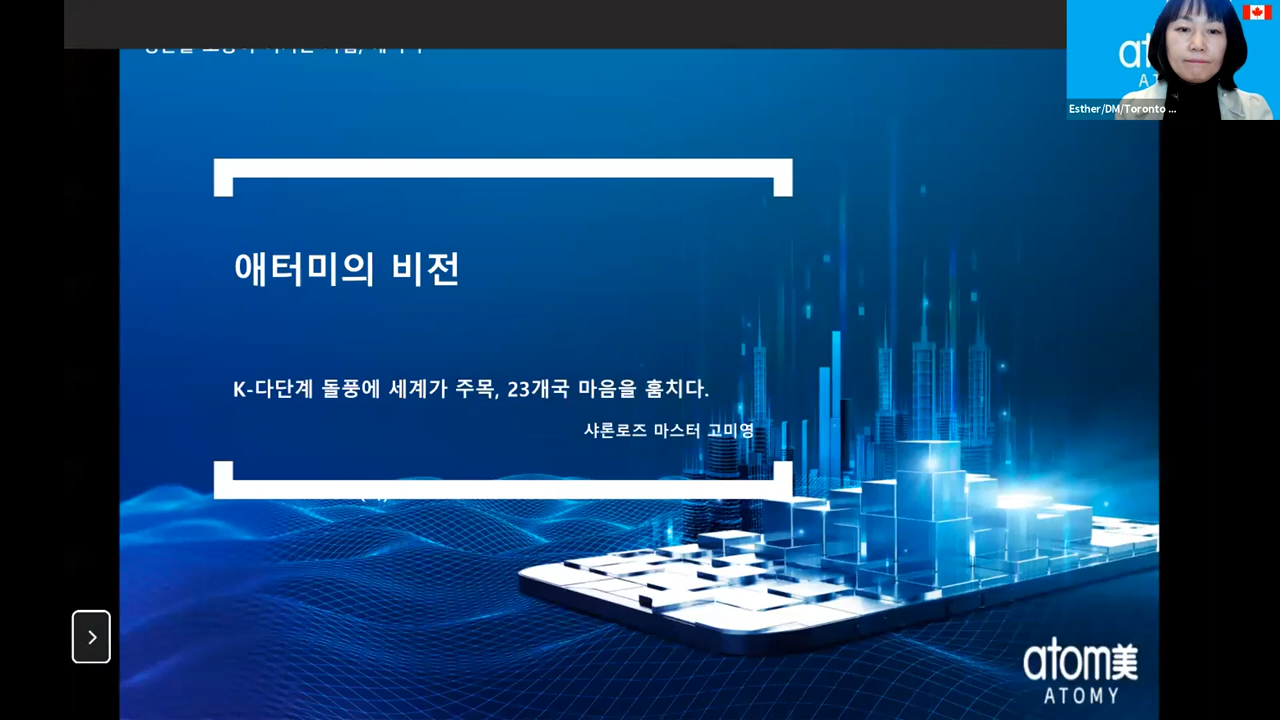 atom
AT
Esther/DM/Toronto ...
애터미의 비전
K-다단계 돌풍에 세계가 주목, 23개국 마음을 훔치다.
샤론로즈 마스터 고미영
atom美
ATOMY